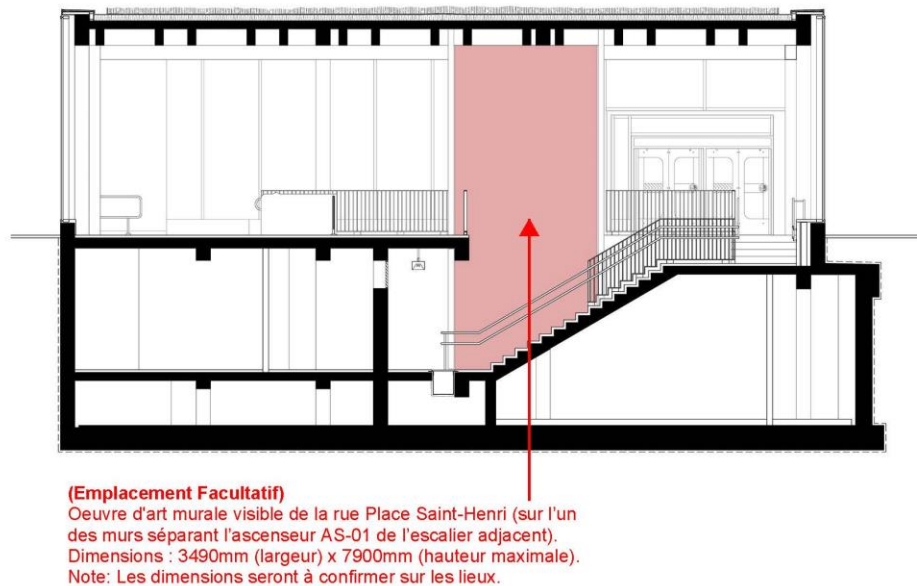 (Emplacement Facultatif)
Oeuvre d'art murale visible de la rue Place Saint-Henri (sur l'un
des murs séparant l'ascenseur AS-01 de l'escalier adjacent).
Dimensions : 3490mm (largeur) x 7900mm (hauteur maximale).
Note: Les dimensions seront à confirmer sur les lieux.